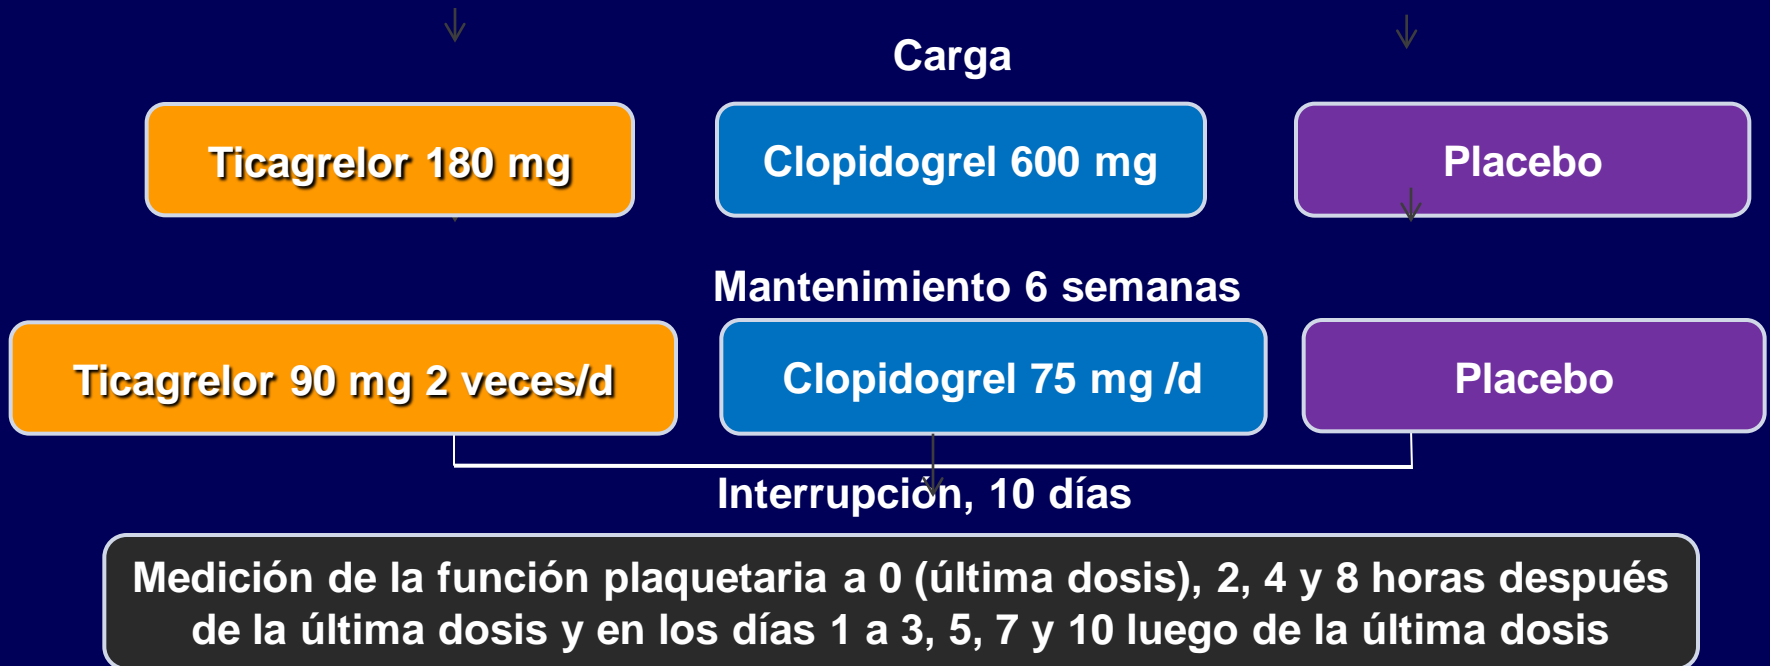 Carga
Ticagrelor 180 mg
Clopidogrel 600 mg
Placebo
Mantenimiento 6 semanas
Ticagrelor 90 mg 2 veces/d
Clopidogrel 75 mg /d
Placebo
Interrupción, 10 días
Medición de la función plaquetaria a 0 (última dosis), 2, 4 y 8 horas después
de la última dosis y en los días 1 a 3, 5, 7 y 10 luego de la última dosis